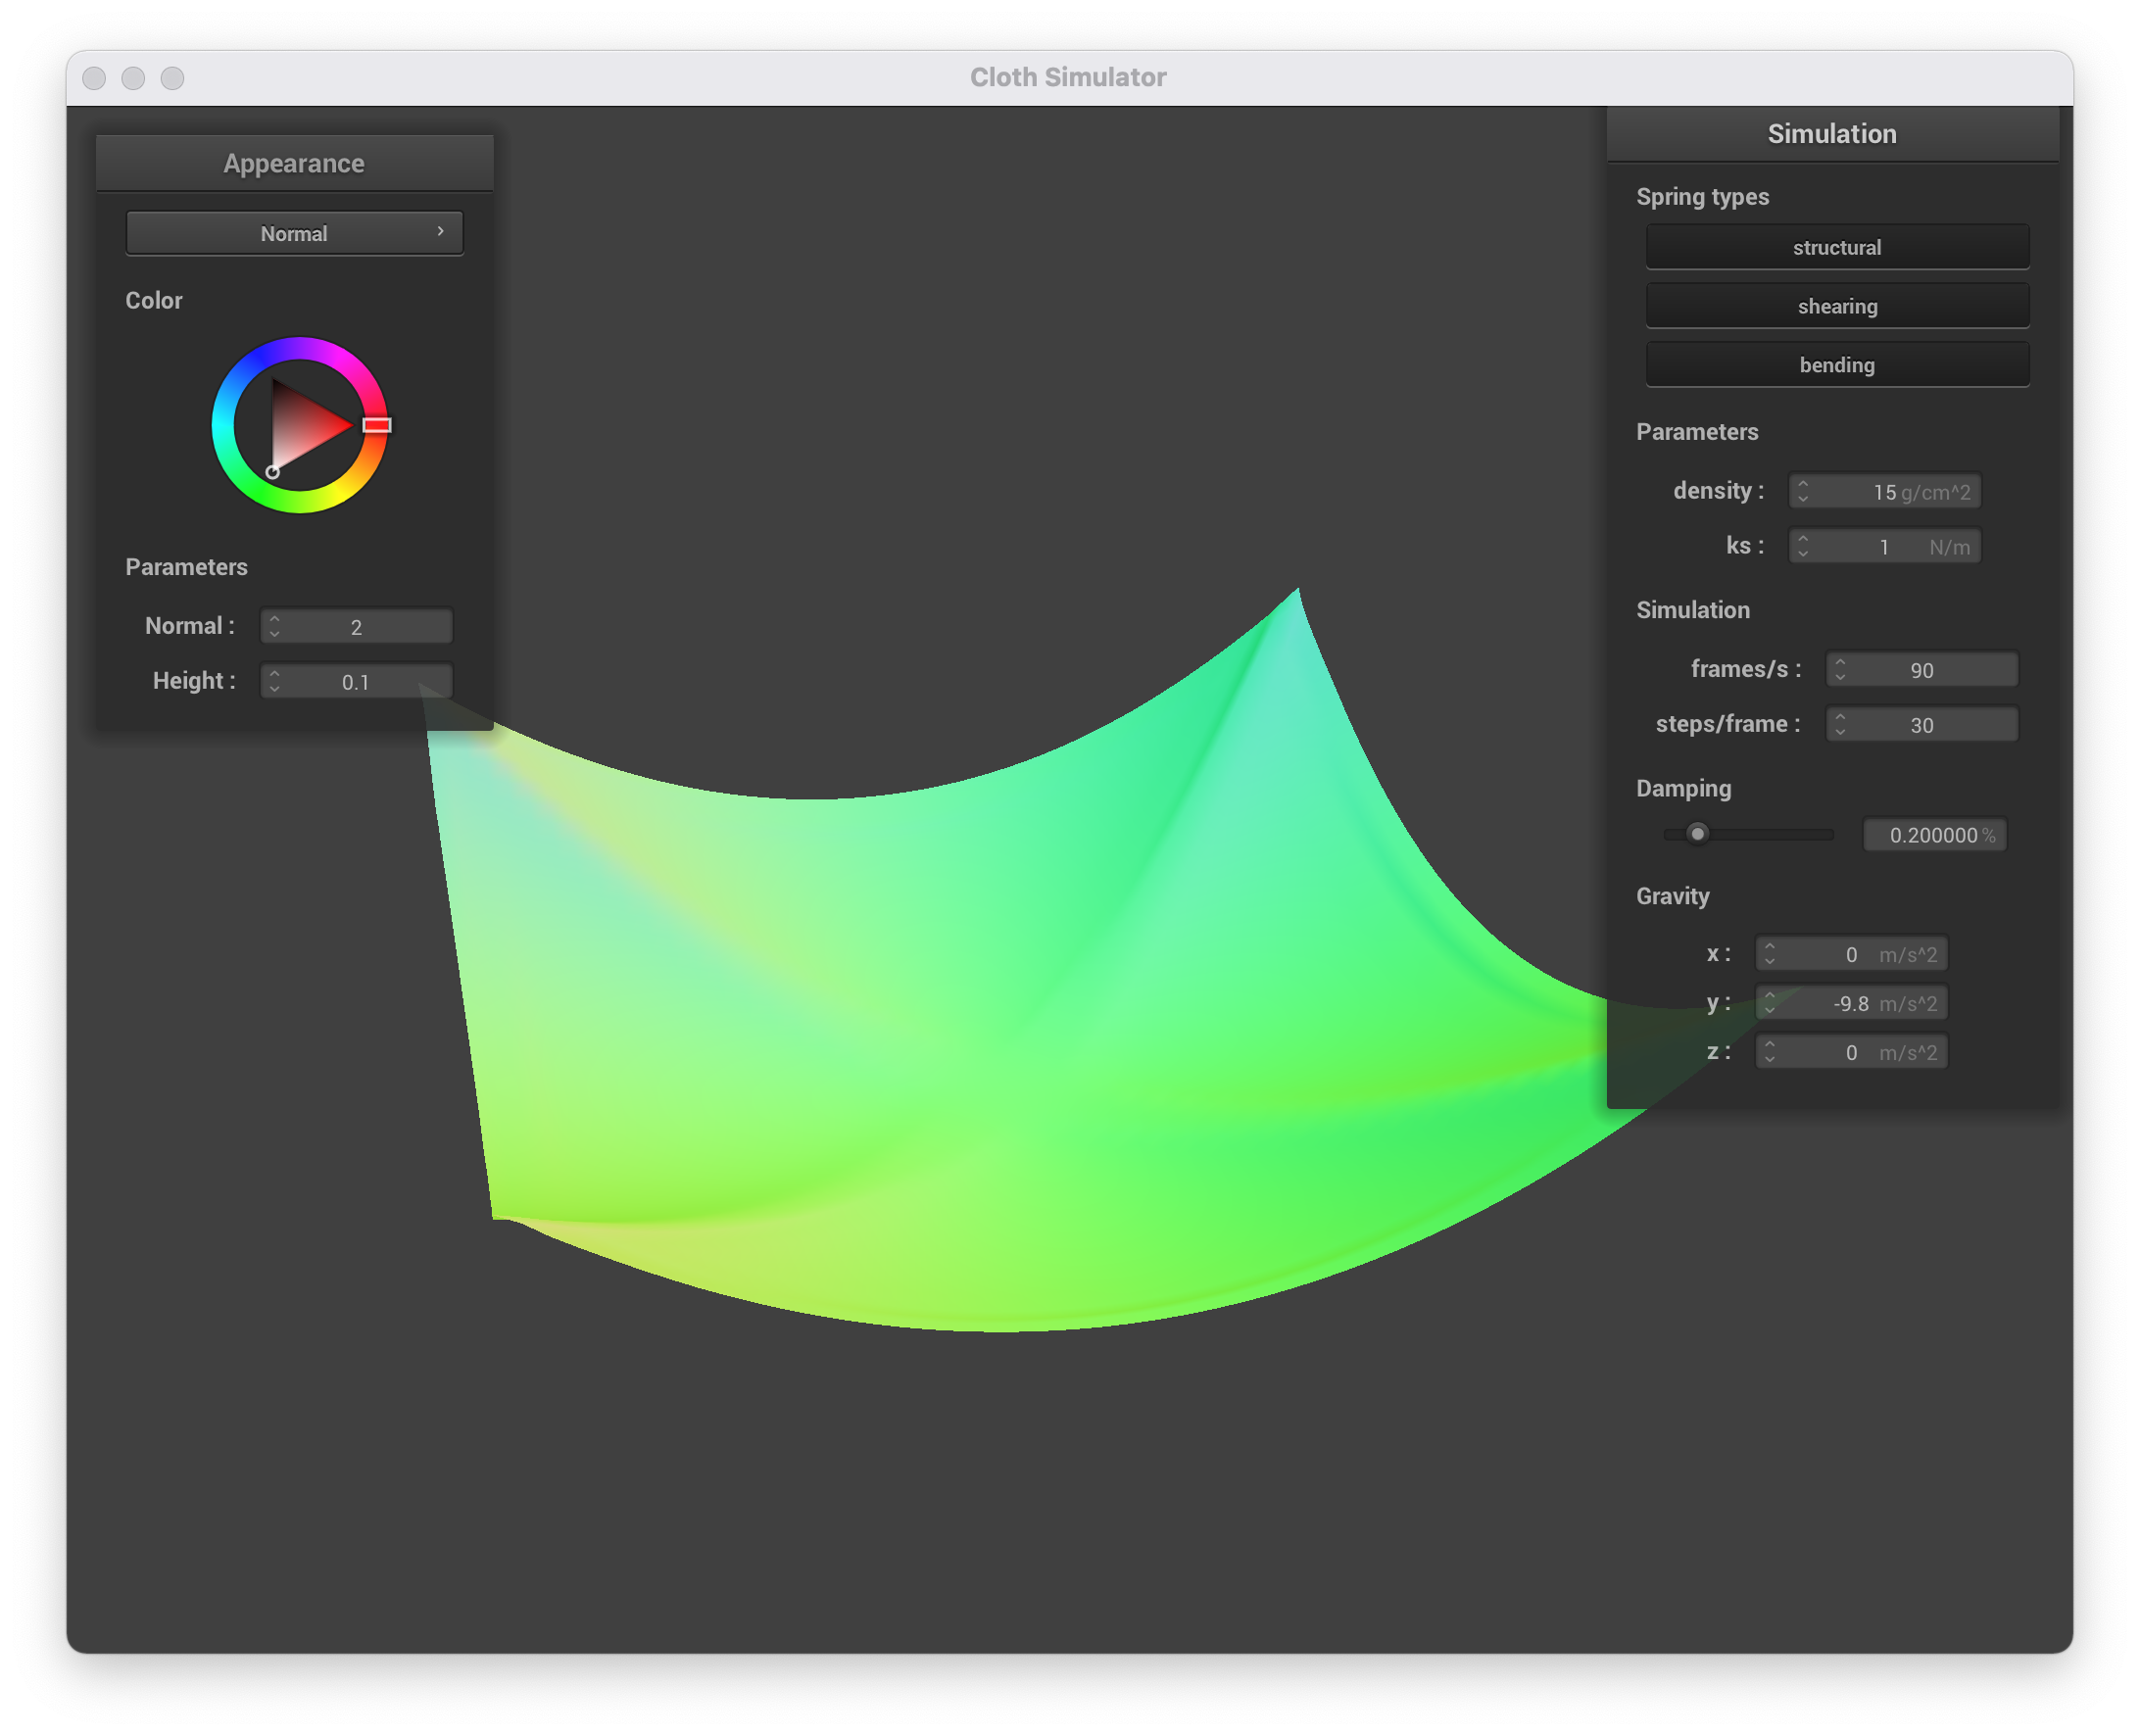 Cloth Simulator
Appearance
Normal
Color
Parameters
Normal : 2
Height : 0.1
Simulation
Spring types
structural
shearing
bending
Parameters
density : 15 g/cm^2
ks : 1 N/m
Simulation
frames/s : 90
steps/frame : 30
Damping
0.200000 %
Gravity
x : 0 m/s^2
y : -9.8 m/s^2
z : 0 m/s^2